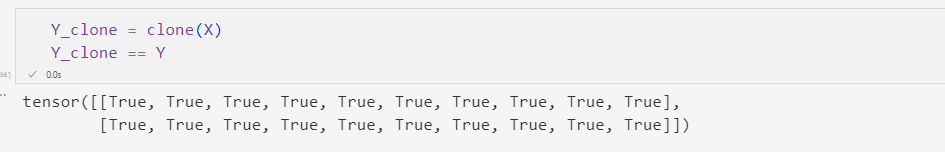 Y_clone = clone(X)
Y_clone == Y
38]
✓ 0.0s
··
tensor([[True, True, True, True, True, True, True, True, True, True],
[True, True, True, True, True, True, True, True, True, True]])